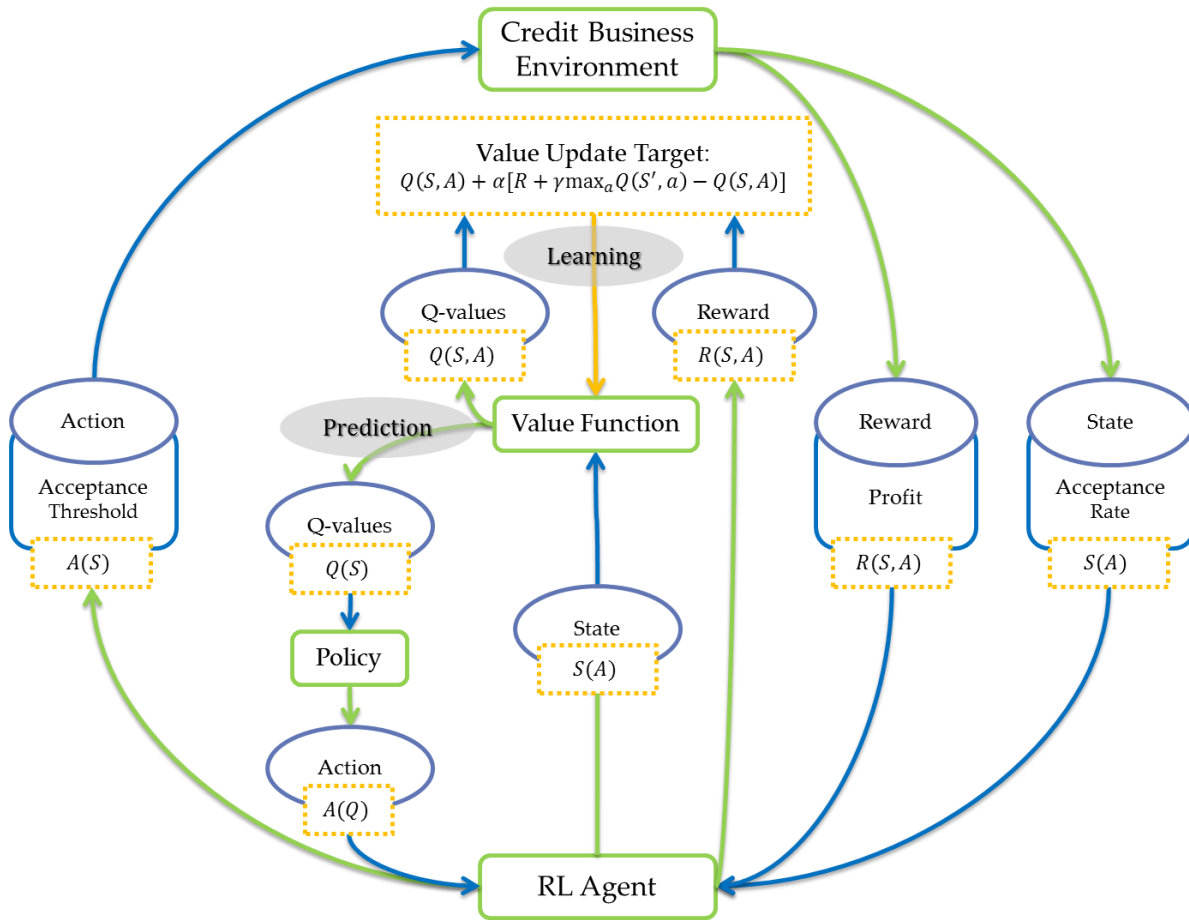 Credit Business
Environment
Value Update Target:
𝑄(𝑆, 𝐴) + 𝛼[𝑅 + 𝛾max𝑎𝑄(𝑆′, 𝑎) − 𝑄(𝑆, 𝐴)]
Learning
Q-values
𝑄(𝑆, 𝐴)
Reward
𝑅(𝑆, 𝐴)
Action
Acceptance
Threshold
𝐴(𝑆)
Prediction
Value Function
Reward
Profit
𝑅(𝑆, 𝐴)
State
Acceptance
Rate
𝑆(𝐴)
Q-values
𝑄(𝑆)
Policy
State
𝑆(𝐴)
Action
𝐴(𝑄)
RL Agent